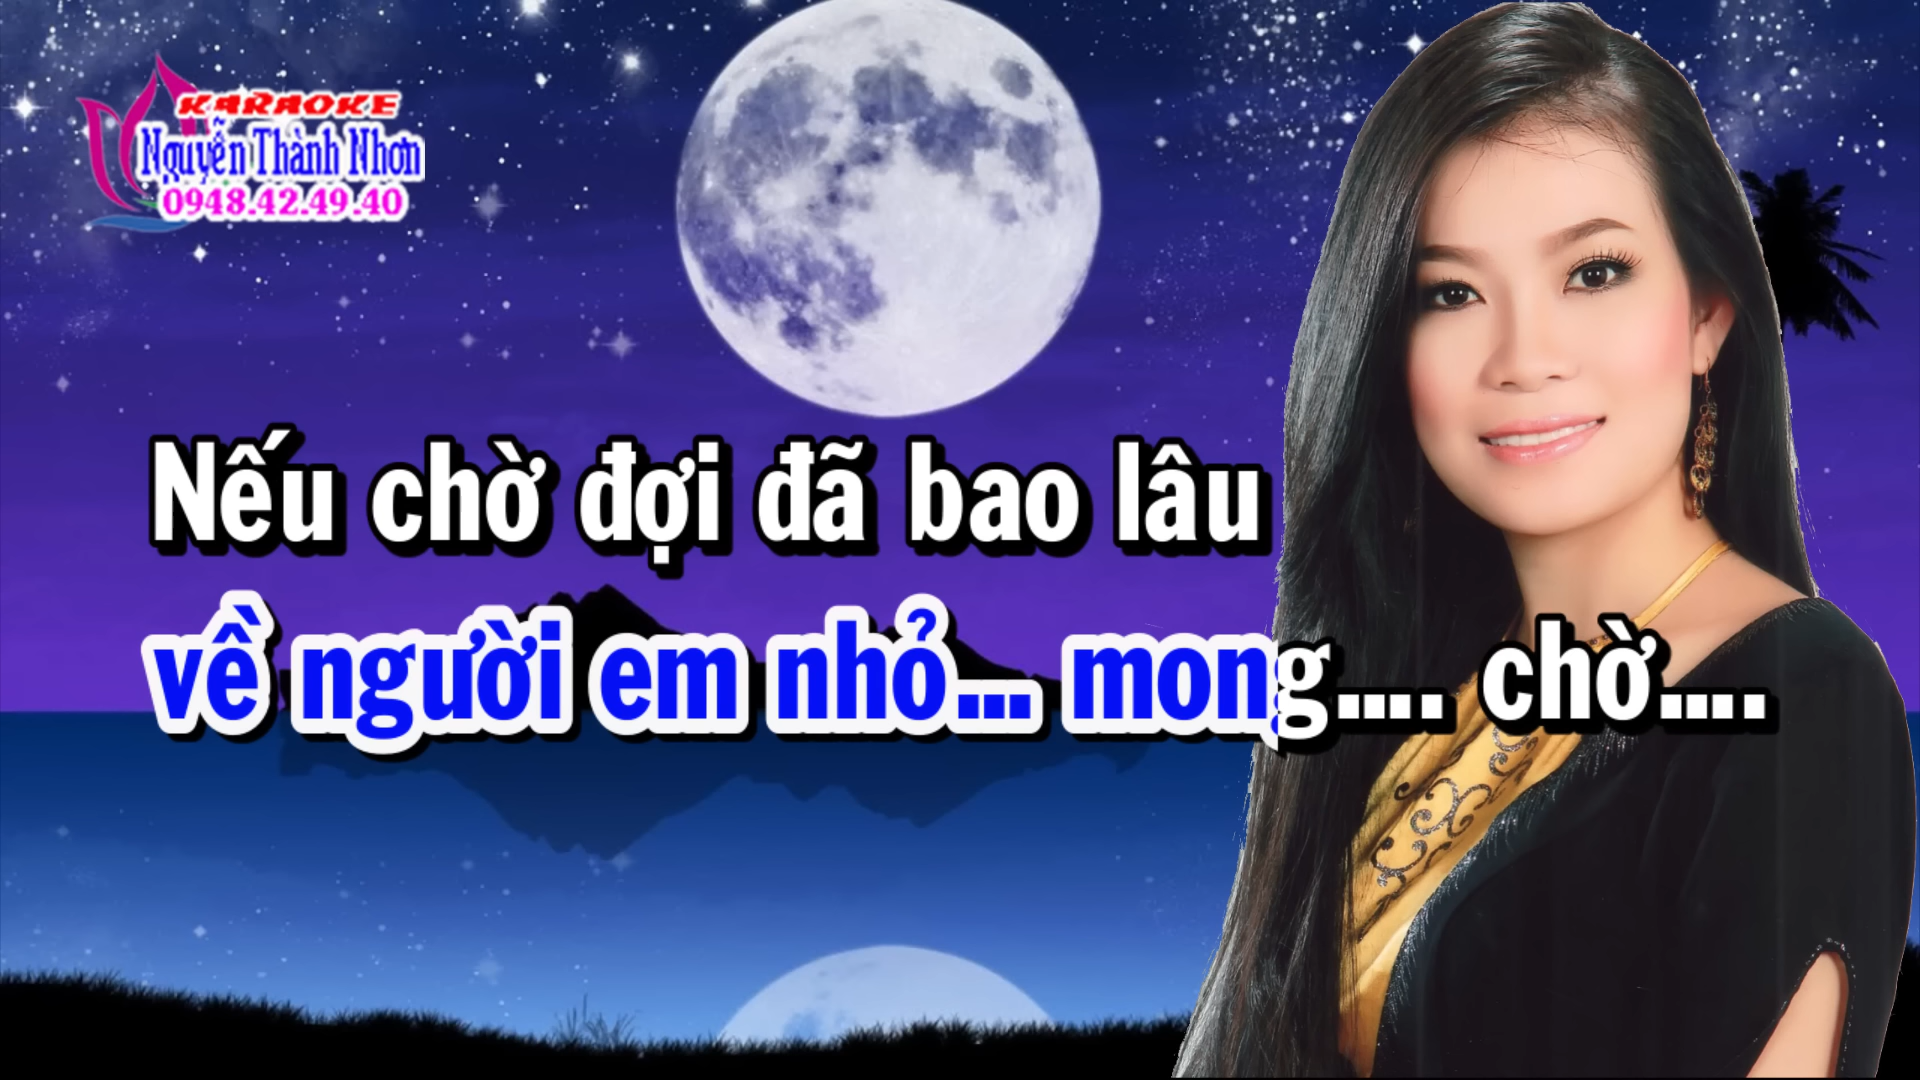 KARAOKE
Nguyễn Thành Nhơn
0948.42.49.40
Nếu chờ đợi đã bao lâu
về người em nhỏ... mong.... chờ....